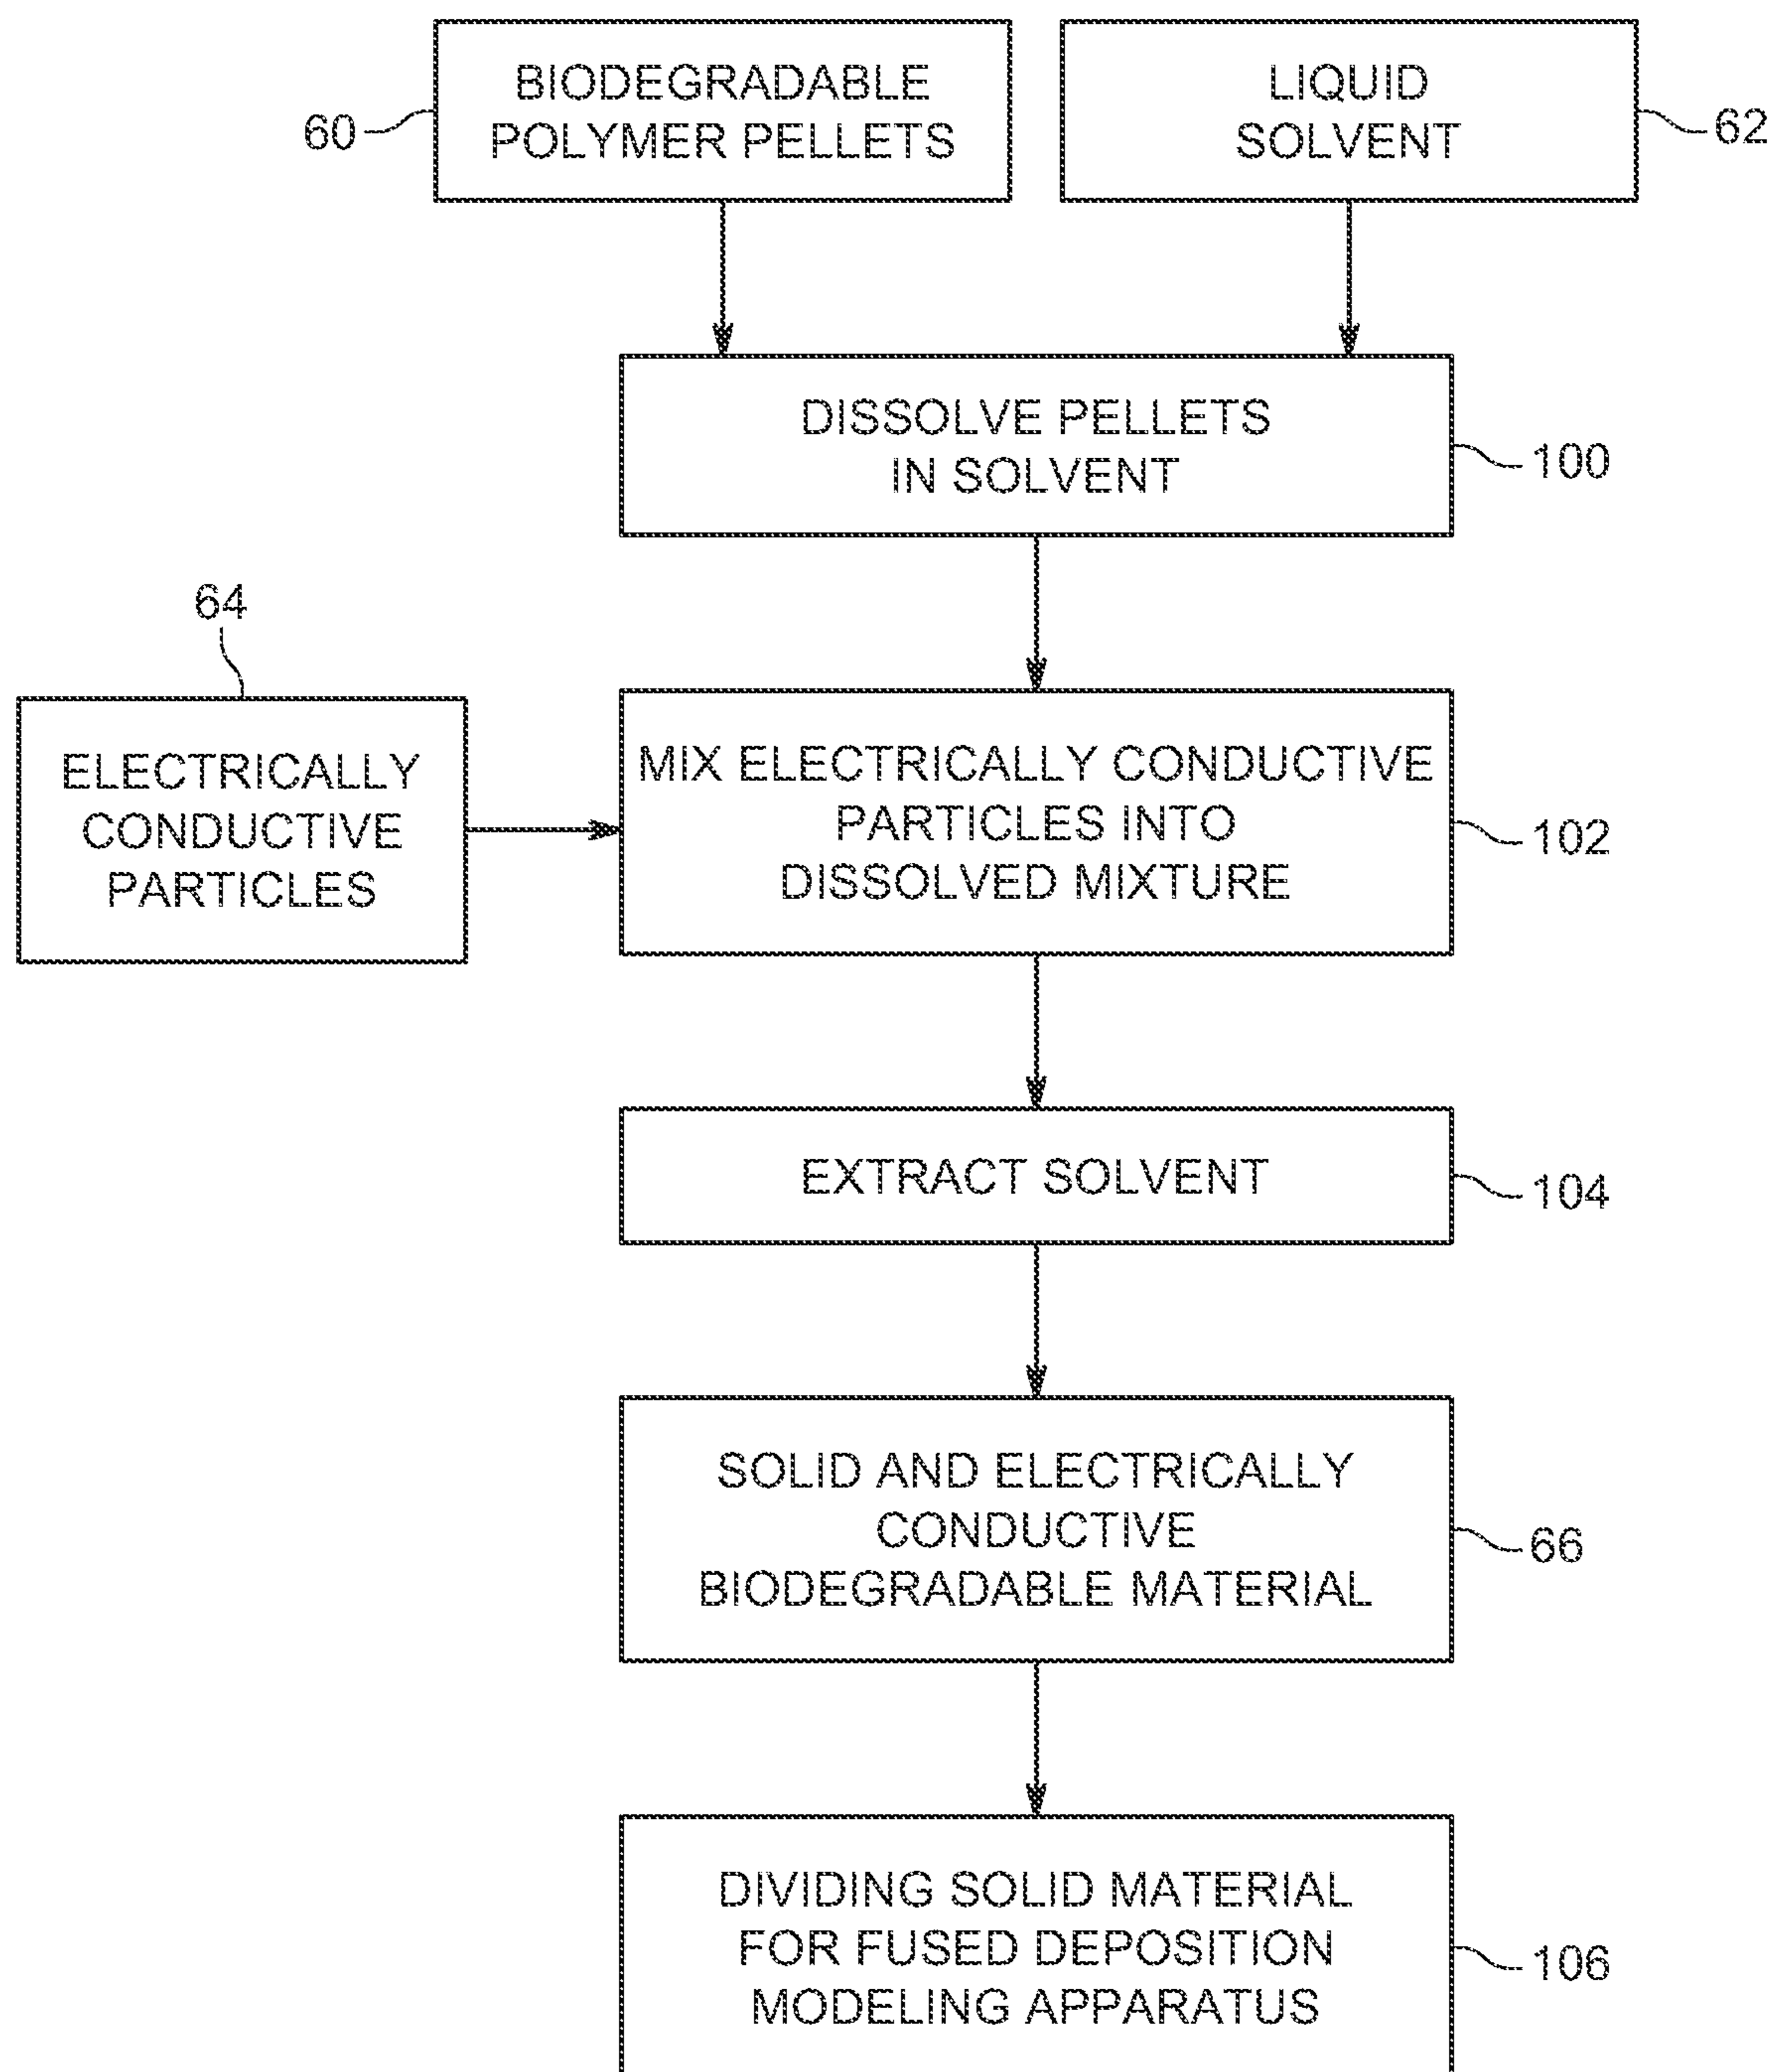 BIODEGRADABLE
POLYMER PELLETS
60
LIQUID
SOLVENT
62
DISSOLVE PELLETS
IN SOLVENT
100
64
ELECTRICALLY
CONDUCTIVE
PARTICLES
MIX ELECTRICALLY CONDUCTIVE
PARTICLES INTO
DISSOLVED MIXTURE
102
EXTRACT SOLVENT
104
SOLID AND ELECTRICALLY
CONDUCTIVE
BIODEGRADABLE MATERIAL
66
DIVIDING SOLID MATERIAL
FOR FUSED DEPOSITION
MODELING APPARATUS
106